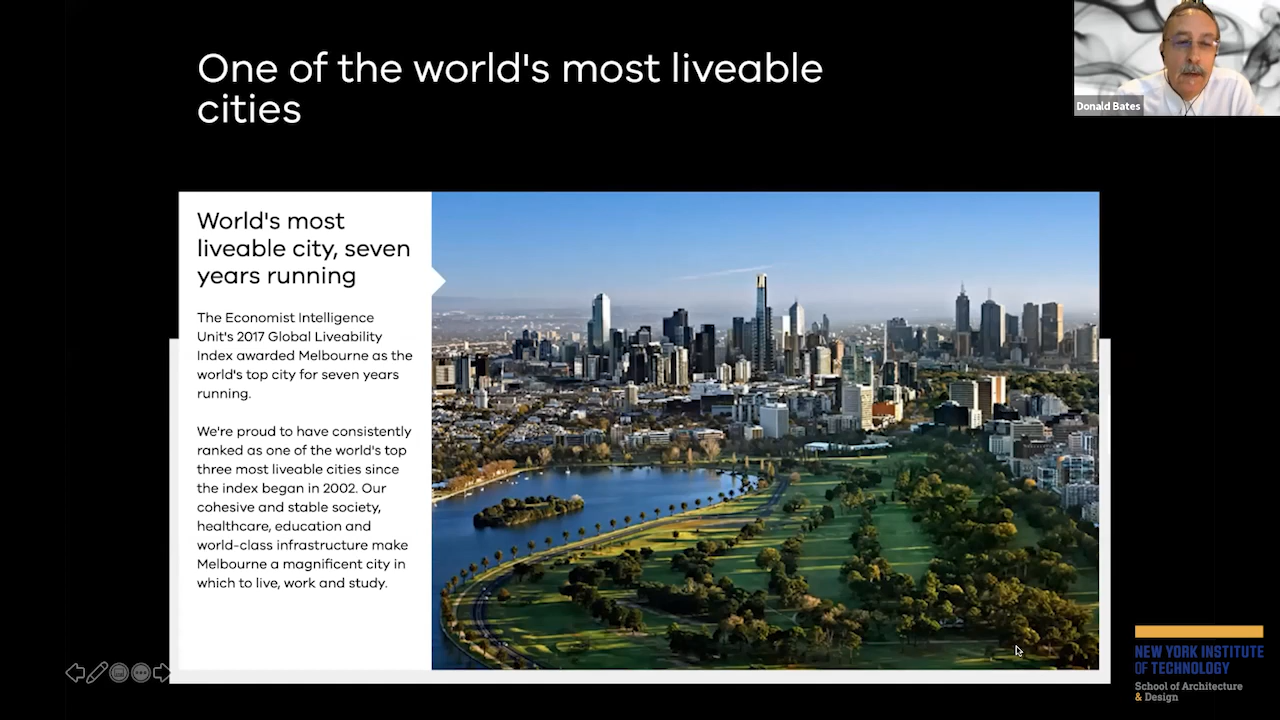 One of the world's most liveable
cities
Donald Bates
World's most
liveable city, seven
years running
The Economist Intelligence
Unit's 2017 Global Liveability
Index awarded Melbourne as the
world's top city for seven years
running.
We're proud to have consistently
ranked as one of the world's top
three most liveable cities since
the index began in 2002. Our
cohesive and stable society,
healthcare, education and
world-class infrastructure make
Melbourne a magnificent city in
which to live, work and study.
NEW YORK INSTITUTE
OF TECHNOLOGY
School of Architecture
& Design